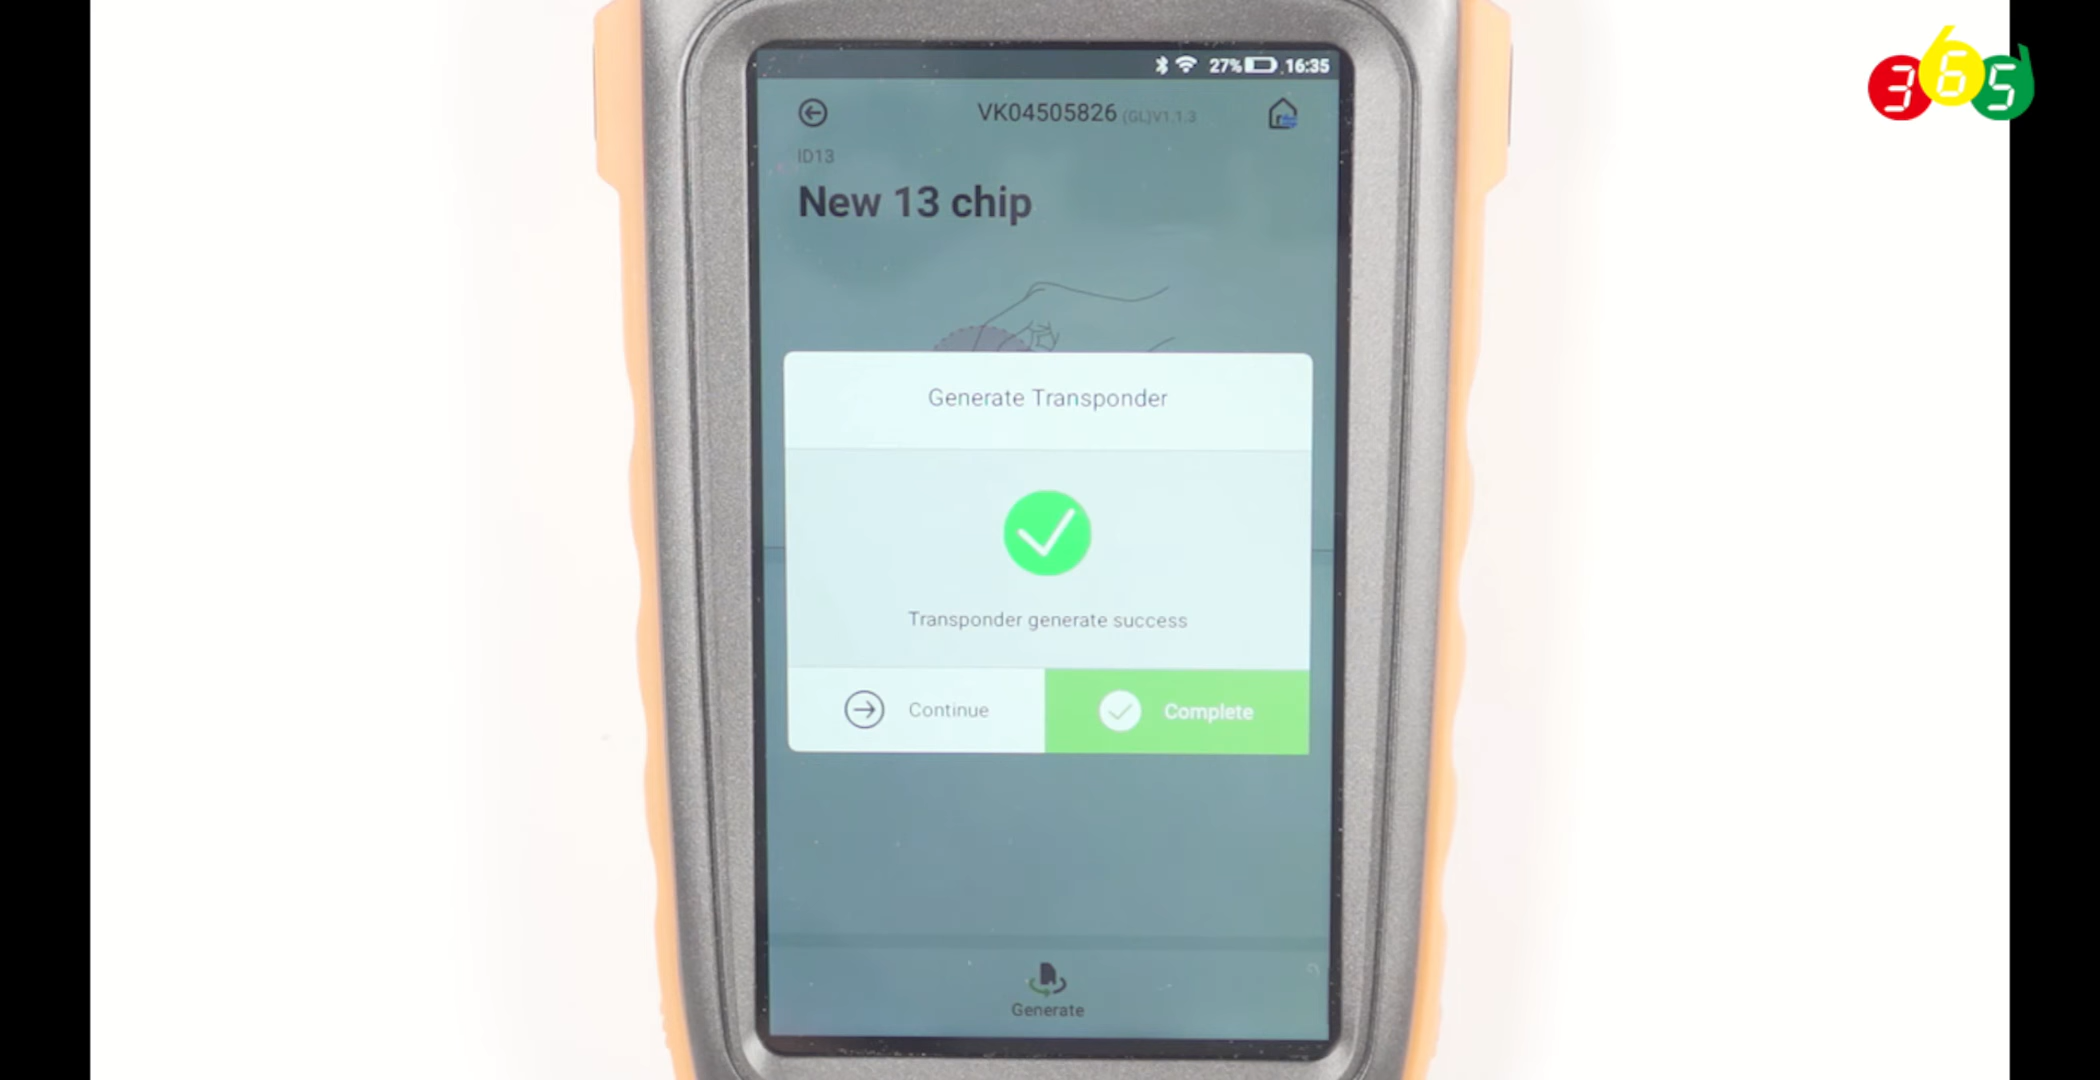 365
27% 16:35
VK04505826 (GL)V1.1.3
ID13
New 13 chip
Generate Transponder
Transponder generate success
Continue
Complete
Generate